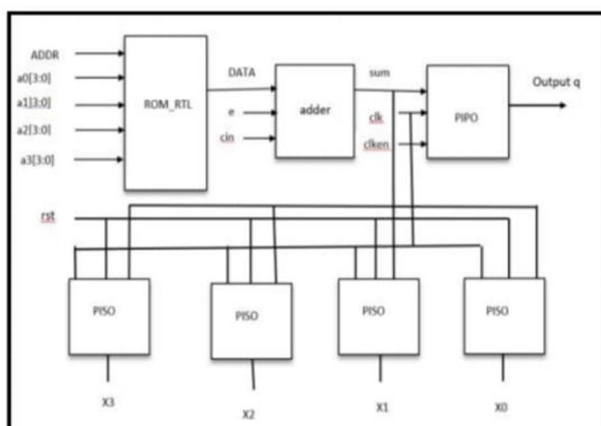 ADDR
a0[3:0]
a1]3:0]
a2[3:0]
a3[3:0]
ROM_RTL
DATA
e
cin
adder
sum
clk
clken
PIPO
Output q
rst
PISO
PISO
PISO
PISO
X3
X2
X1
X0